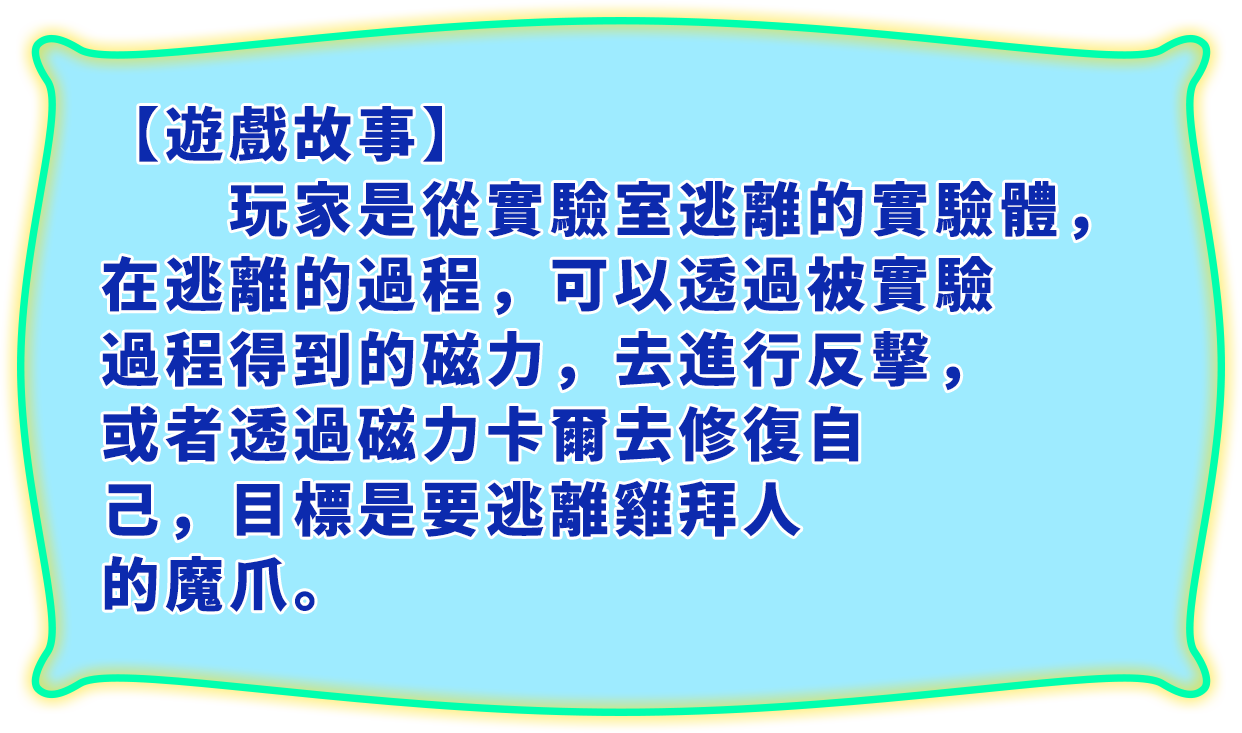 【遊戲故事】
玩家是從實驗室逃離的實驗體，
在逃離的過程，可以透過被實驗
過程得到的磁力，去進行反擊，
或者透過磁力卡爾去修復自
己，目標是要逃離雞拜人
的魔爪。